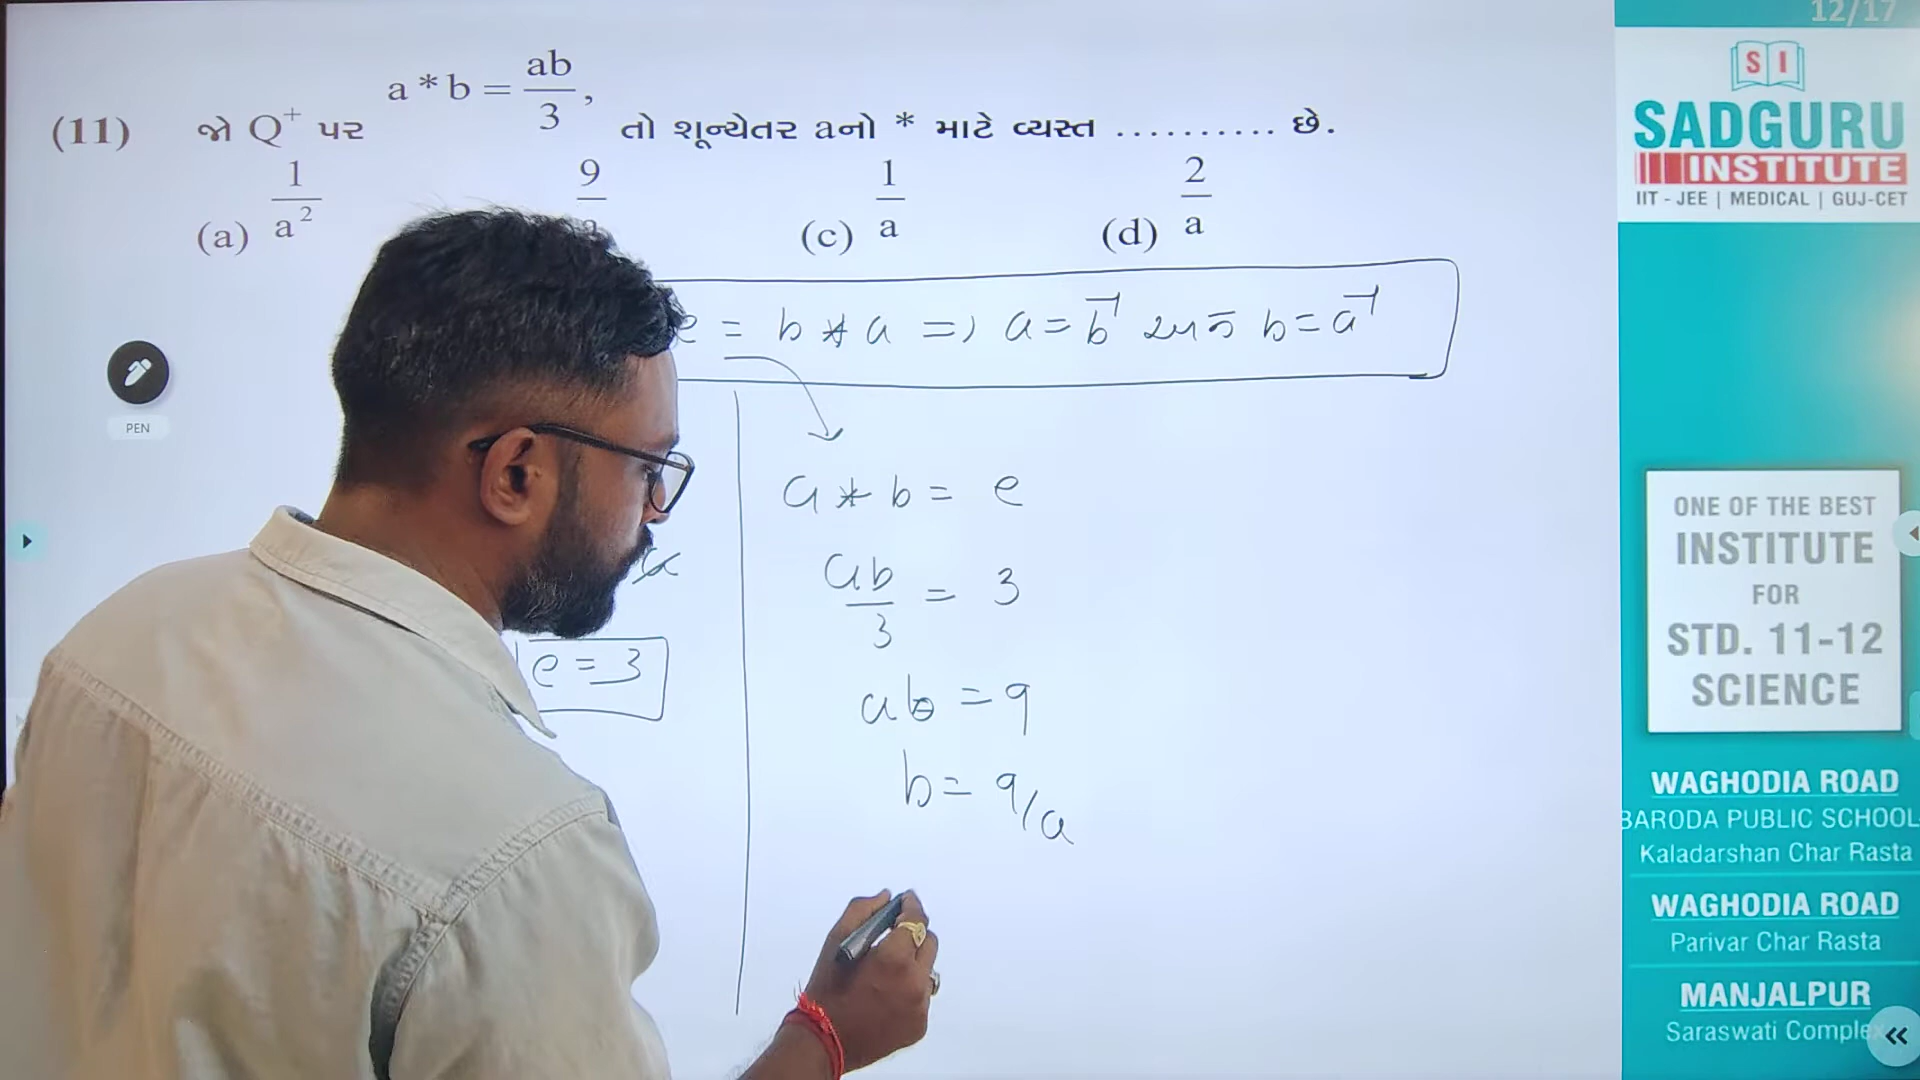 12/17
(11) જો Q⁺ પર a * b = ab/3, તો શૂન્યેતર aનો * માટે વ્યસ્ત ........... છે.
(a) 1/a² 9/a (c) 1/a (d) 2/a
e = b * a => a = b⁻¹ અને b = a⁻¹
PEN
a * b = e
a
ab/3 = 3
e = 3
ab = 9
b = 9/a
S I
SADGURU
INSTITUTE
IIT - JEE | MEDICAL | GUJ-CET
ONE OF THE BEST
INSTITUTE
FOR
STD. 11-12
SCIENCE
WAGHODIA ROAD
BARODA PUBLIC SCHOOL
Kaladarshan Char Rasta
WAGHODIA ROAD
Parivar Char Rasta
MANJALPUR
Saraswati Comple